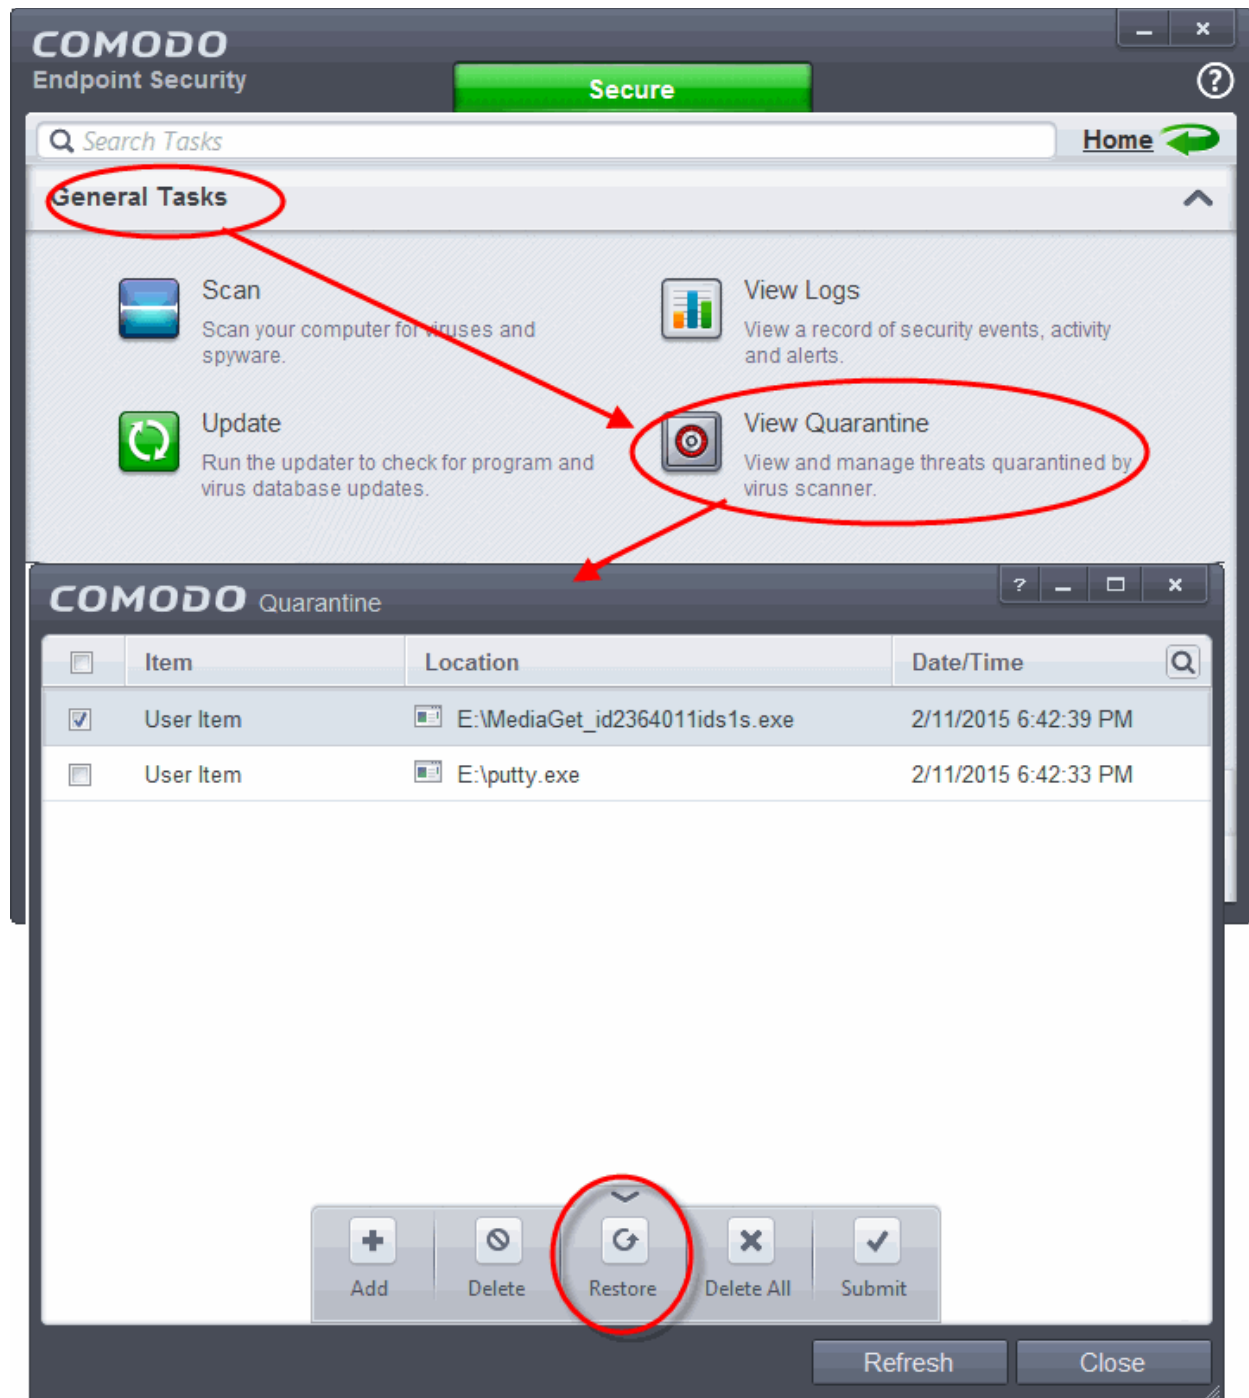 COMODO
Endpoint Security
Secure
?
Search Tasks
Home
General Tasks
Scan
Scan your computer for viruses and
spyware.
View Logs
View a record of security events, activity
and alerts.
Update
Run the updater to check for program and
virus database updates.
View Quarantine
View and manage threats quarantined by
virus scanner.
COMODO Quarantine
?
Item Location Date/Time
User Item E:\MediaGet_id2364011ids1s.exe 2/11/2015 6:42:39 PM
User Item E:\putty.exe 2/11/2015 6:42:33 PM
Add Delete Restore Delete All Submit
Refresh Close